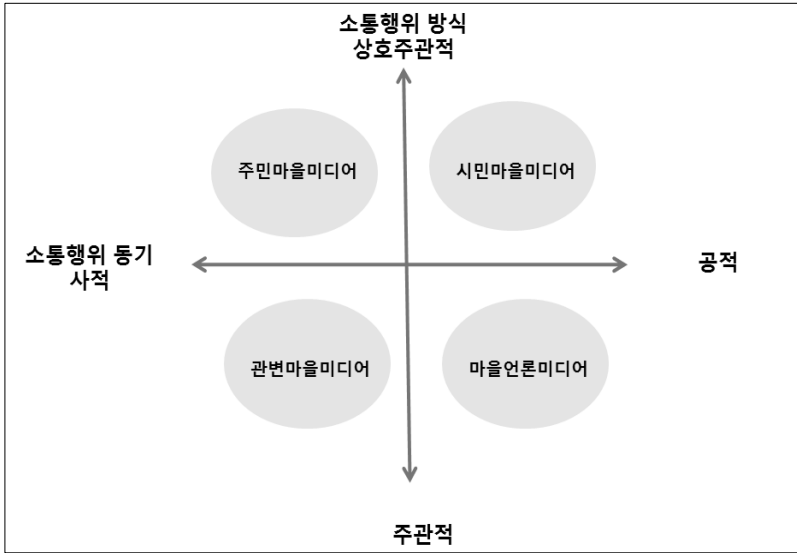 소통행위 방식
상호주관적
주민마을미디어
시민마을미디어
소통행위 동기
사적
공적
관변마을미디어
마을언론미디어
주관적